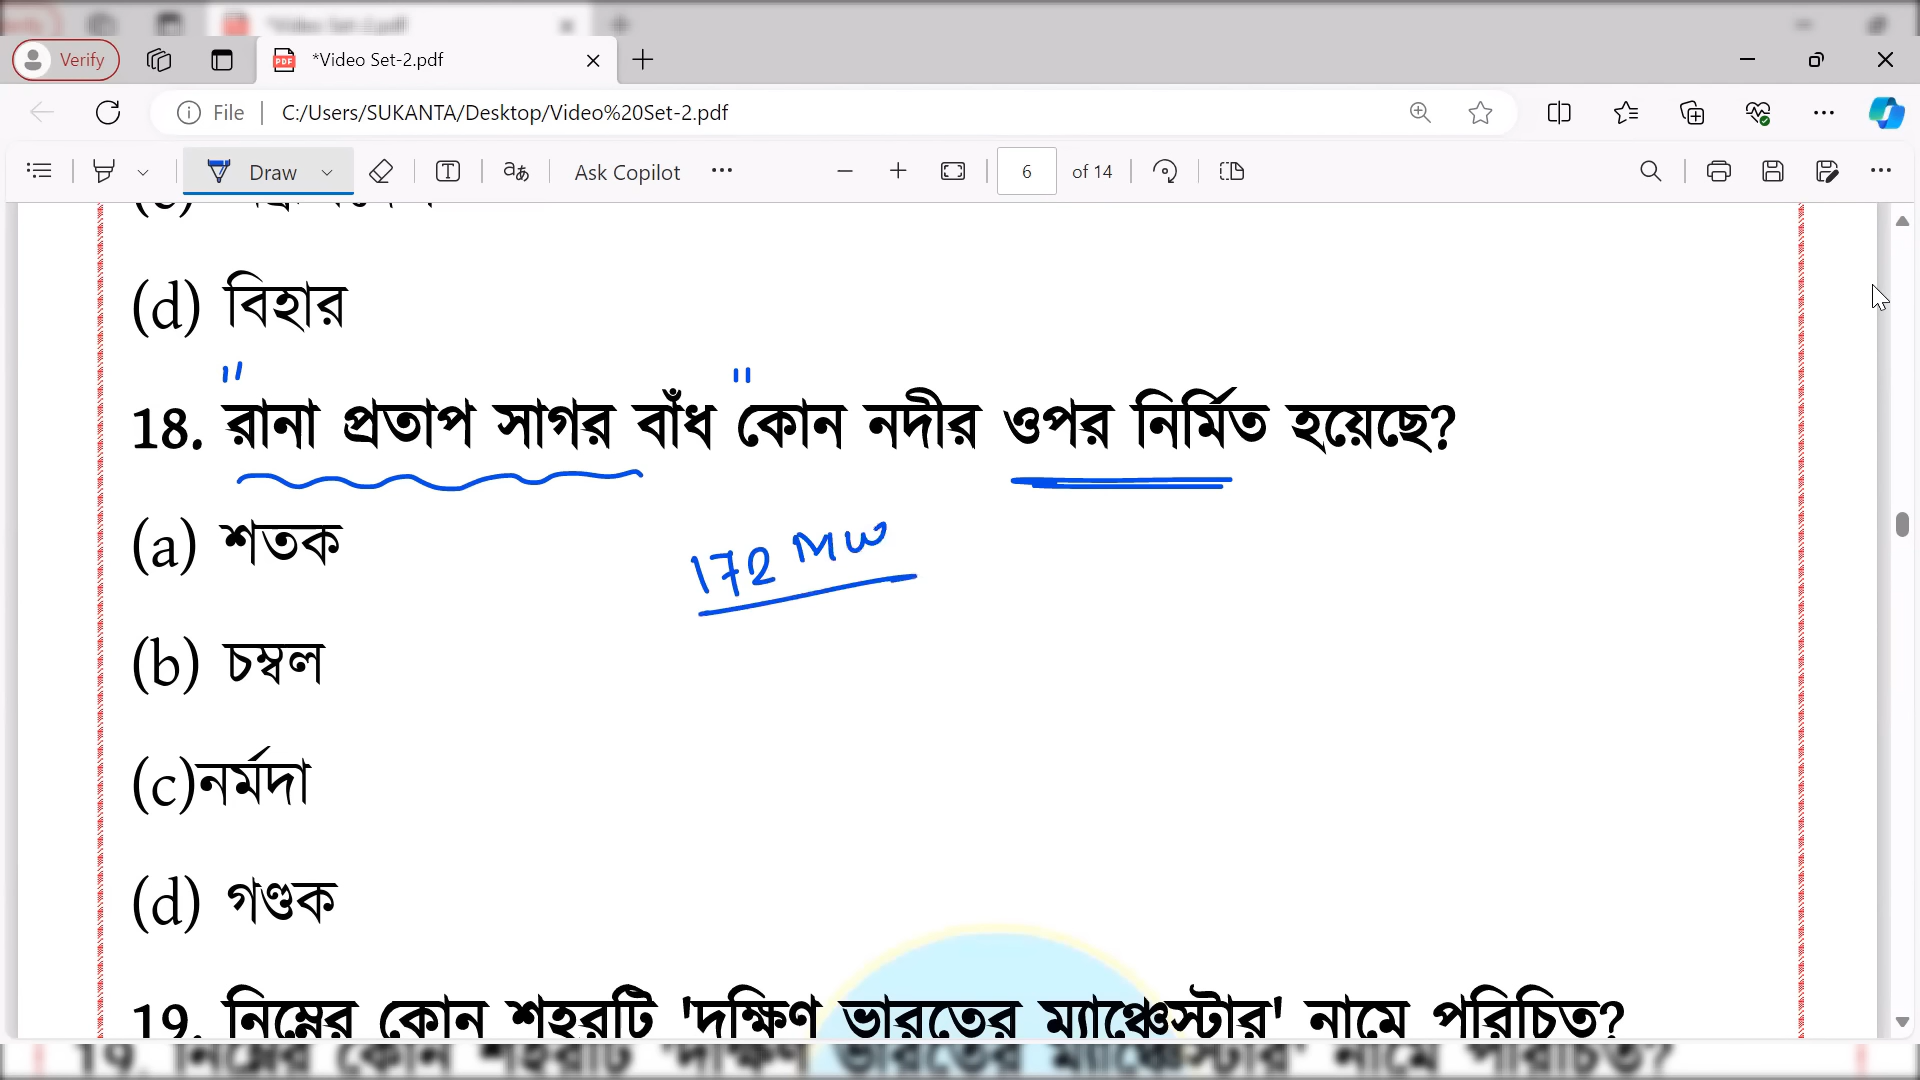 Verify
*Video Set-2.pdf
File
C:/Users/SUKANTA/Desktop/Video%20Set-2.pdf
Draw
aあ
Ask Copilot
6 of 14
(d) বিহার
" "
18. রানা প্রতাপ সাগর বাঁধ কোন নদীর ওপর নির্মিত হয়েছে?
(a) শতক
172 MW
(b) চম্বল
(c)নর্মদা
(d) গণ্ডক
19. নিম্নের কোন শহরটি 'দক্ষিণ ভারতের ম্যাঞ্চেস্টার' নামে পরিচিত?